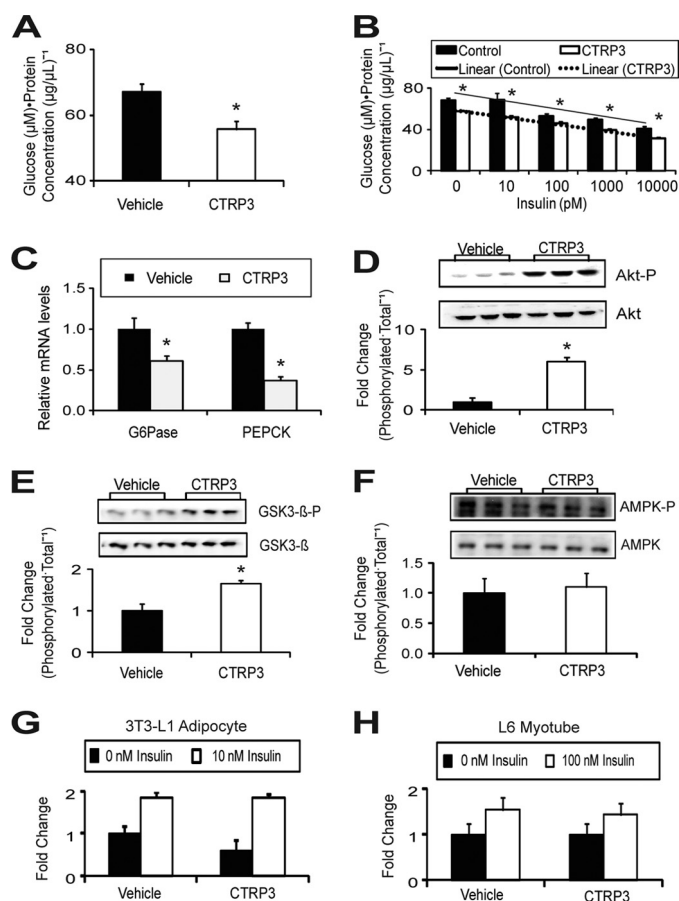 A
Glucose (µM)•Protein
Concentration (µg/µL)⁻¹
80
60
40
Vehicle
CTRP3
*
B
Glucose (µM)•Protein
Concentration (µg/µL)⁻¹
Control
CTRP3
Linear (Control)
Linear (CTRP3)
80
40
0
* * * * *
0 10 100 1000 10000
Insulin (pM)
C
Vehicle
CTRP3
Relative mRNA levels
1.5
1.0
0.5
0.0
*
*
G6Pase
PEPCK
D
Vehicle
CTRP3
Akt-P
Akt
Fold Change
(Phosphorylated·Total⁻¹)
10
5
0
*
Vehicle
CTRP3
E
Vehicle
CTRP3
GSK3-ß-P
GSK3-ß
Fold Change
(Phosphorylated·Total⁻¹)
2
1
0
*
Vehicle
CTRP3
F
Vehicle
CTRP3
AMPK-P
AMPK
Fold Change
(Phosphorylated·Total⁻¹)
1.5
1.0
0.5
0.0
Vehicle
CTRP3
G
3T3-L1 Adipocyte
0 nM Insulin
10 nM Insulin
Fold Change
2
1
0
Vehicle
CTRP3
H
L6 Myotube
0 nM Insulin
100 nM Insulin
Fold Change
2
1
0
Vehicle
CTRP3